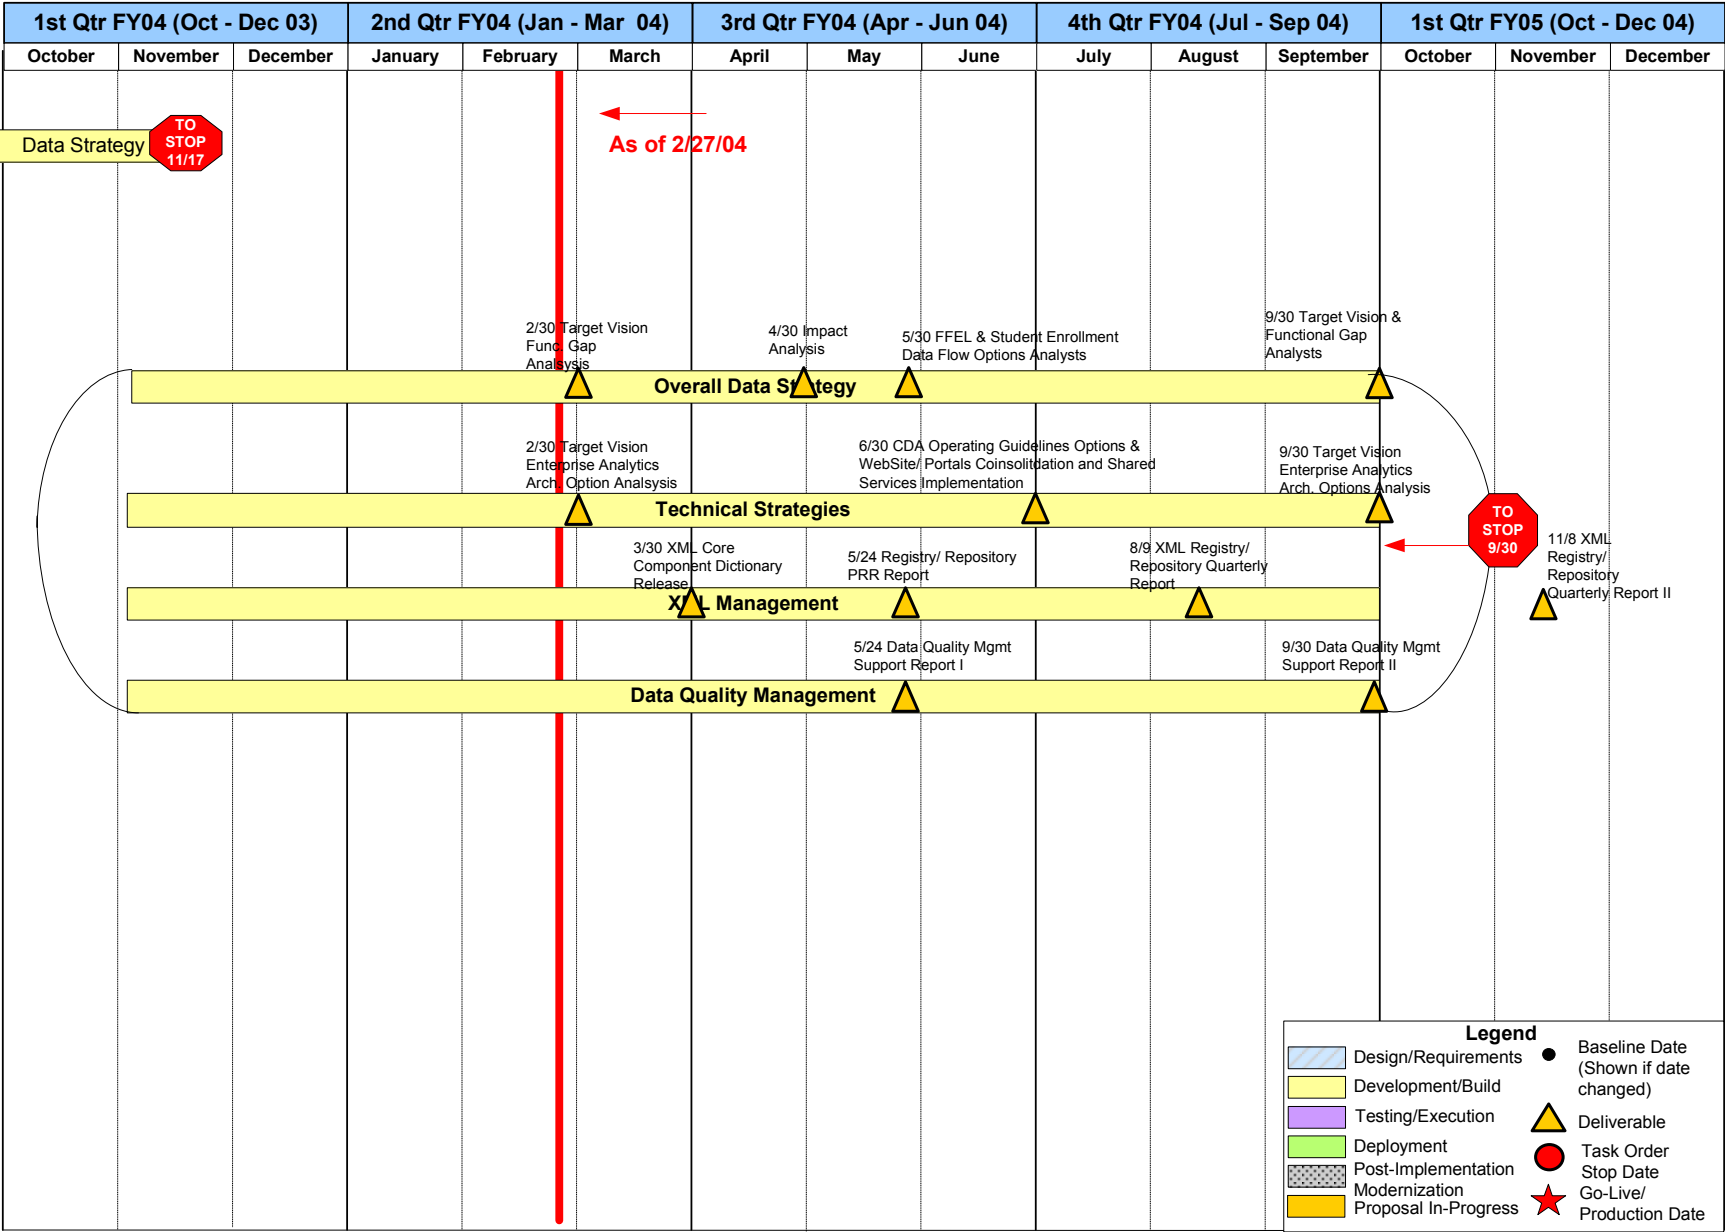 1st Qtr FY04 (Oct - Dec 03)
2nd Qtr FY04 (Jan - Mar 04)
3rd Qtr FY04 (Apr - Jun 04)
4th Qtr FY04 (Jul - Sep 04)
1st Qtr FY05 (Oct - Dec 04)
October
November
December
January
February
March
April
May
June
July
August
September
October
November
December
Data Strategy
TO
STOP
11/17
As of 2/27/04
2/30 Target Vision
Func. Gap
Analsysis
4/30 Impact
Analysis
5/30 FFEL & Student Enrollment
Data Flow Options Analysts
9/30 Target Vision &
Functional Gap
Analysts
Overall Data Strategy
2/30 Target Vision
Enterprise Analytics
Arch. Option Analsysis
6/30 CDA Operating Guidelines Options &
WebSite/ Portals Coinsolitdation and Shared
Services Implementation
9/30 Target Vision
Enterprise Analytics
Arch. Options Analysis
Technical Strategies
TO
STOP
9/30
3/30 XML Core
Component Dictionary
Release
5/24 Registry/ Repository
PRR Report
8/9 XML Registry/
Repository Quarterly
Report
11/8 XML
Registry/
Repository
Quarterly Report II
XML Management
5/24 Data Quality Mgmt
Support Report I
9/30 Data Quality Mgmt
Support Report II
Data Quality Management
Legend
Design/Requirements
Development/Build
Testing/Execution
Deployment
Post-Implementation
Modernization
Proposal In-Progress
Baseline Date
(Shown if date
changed)
Deliverable
Task Order
Stop Date
Go-Live/
Production Date